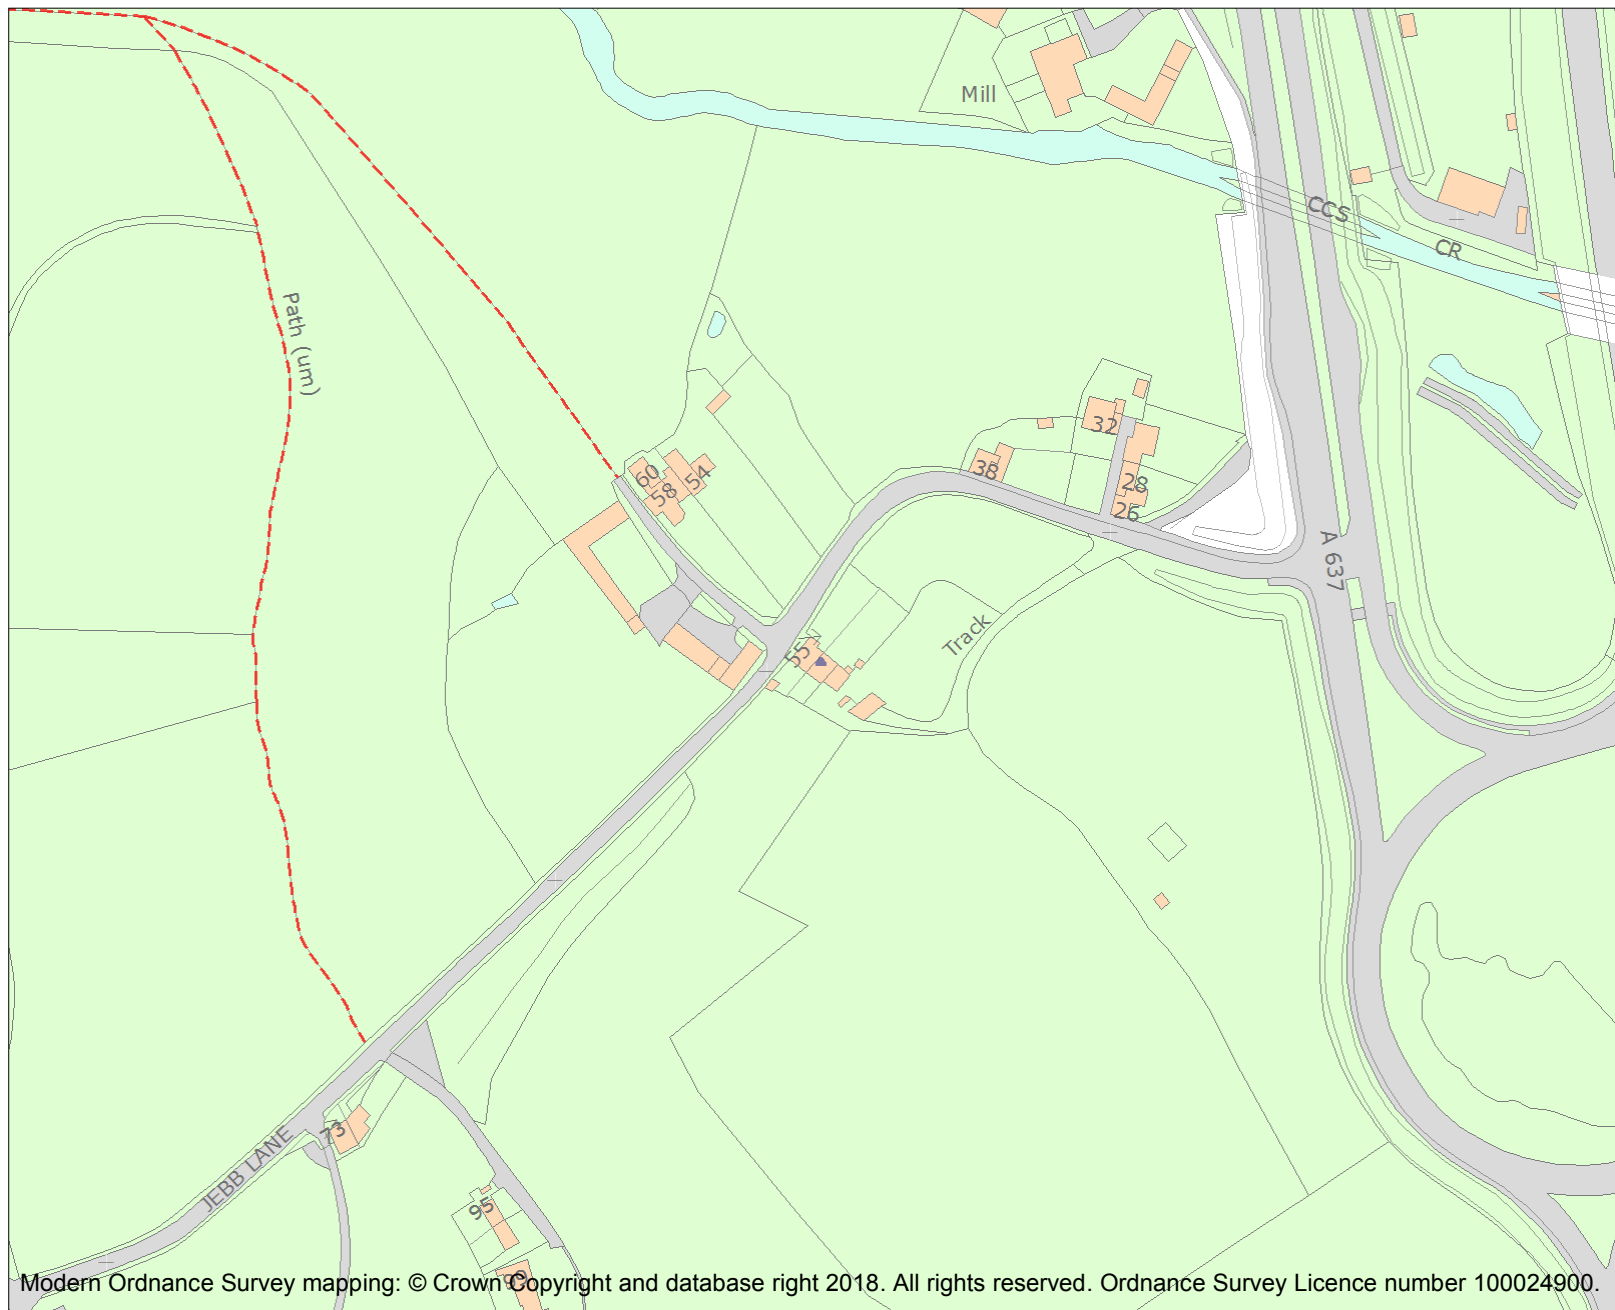 Mill
CCS
CR
Path (um)
32
38
28
26
60
58
54
A 637
55
Track
73
JEBB LANE
95
Modern Ordnance Survey mapping: © Crown Copyright and database right 2018. All rights reserved. Ordnance Survey Licence number 100024900.